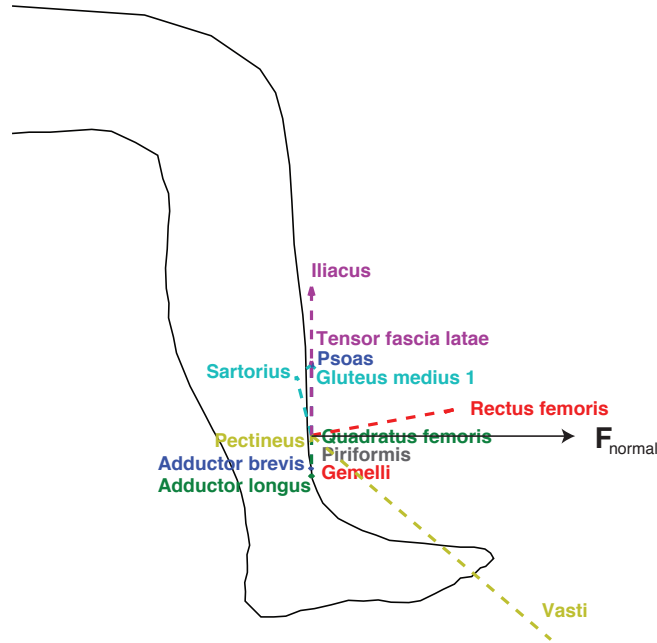 Iliacus
Tensor fascia latae
Psoas
Sartorius
Gluteus medius 1
Rectus femoris
Pectineus
Quadratus femoris
F normal
Piriformis
Adductor brevis
Gemelli
Adductor longus
Vasti